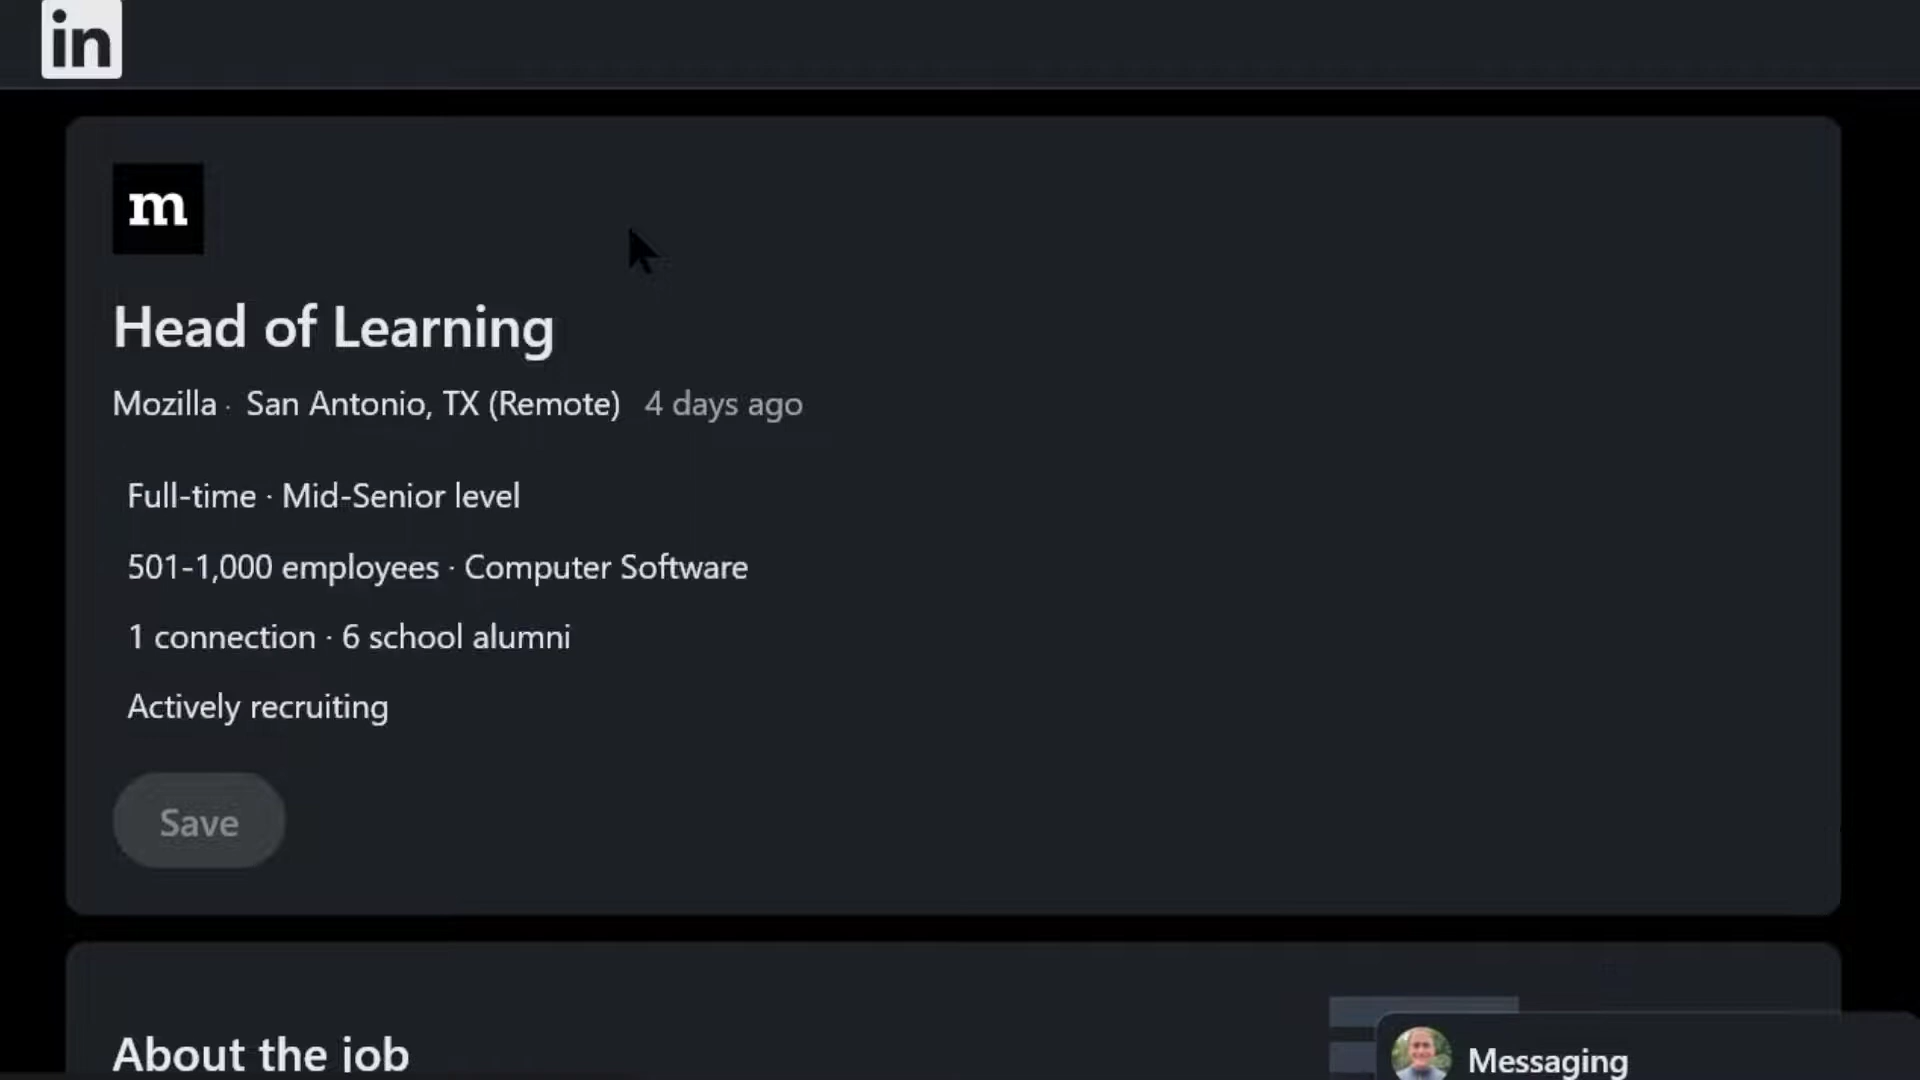 in
m
Head of Learning
Mozilla · San Antonio, TX (Remote) 4 days ago
Full-time · Mid-Senior level
501-1,000 employees · Computer Software
1 connection · 6 school alumni
Actively recruiting
Save
About the job
Messaging